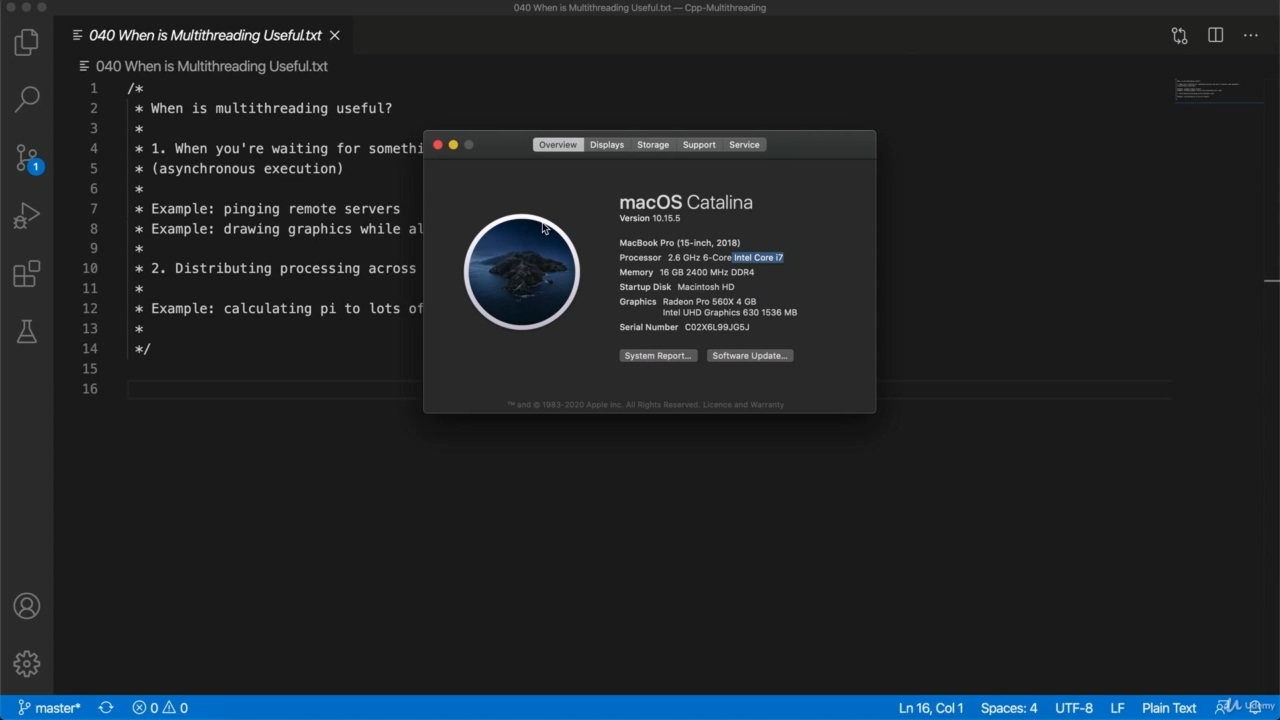 040 When is Multithreading Useful.txt — Cpp-Multithreading
040 When is Multithreading Useful.txt
040 When is Multithreading Useful.txt
1 /*
2 * When is multithreading useful?
3 *
4 * 1. When you're waiting for somethi
5 * (asynchronous execution)
6 *
7 * Example: pinging remote servers
8 * Example: drawing graphics while al
9 *
10 * 2. Distributing processing across
11 *
12 * Example: calculating pi to lots of
13 *
14 */
15
16
1
Overview Displays Storage Support Service
macOS Catalina
Version 10.15.5
MacBook Pro (15-inch, 2018)
Processor 2.6 GHz 6-Core Intel Core i7
Memory 16 GB 2400 MHz DDR4
Startup Disk Macintosh HD
Graphics Radeon Pro 560X 4 GB
Intel UHD Graphics 630 1536 MB
Serial Number C02X6L99JG5J
System Report... Software Update...
™ and © 1983-2020 Apple Inc. All Rights Reserved. Licence and Warranty
master* 0 0 Ln 16, Col 1 Spaces: 4 UTF-8 LF Plain Text
Udemy